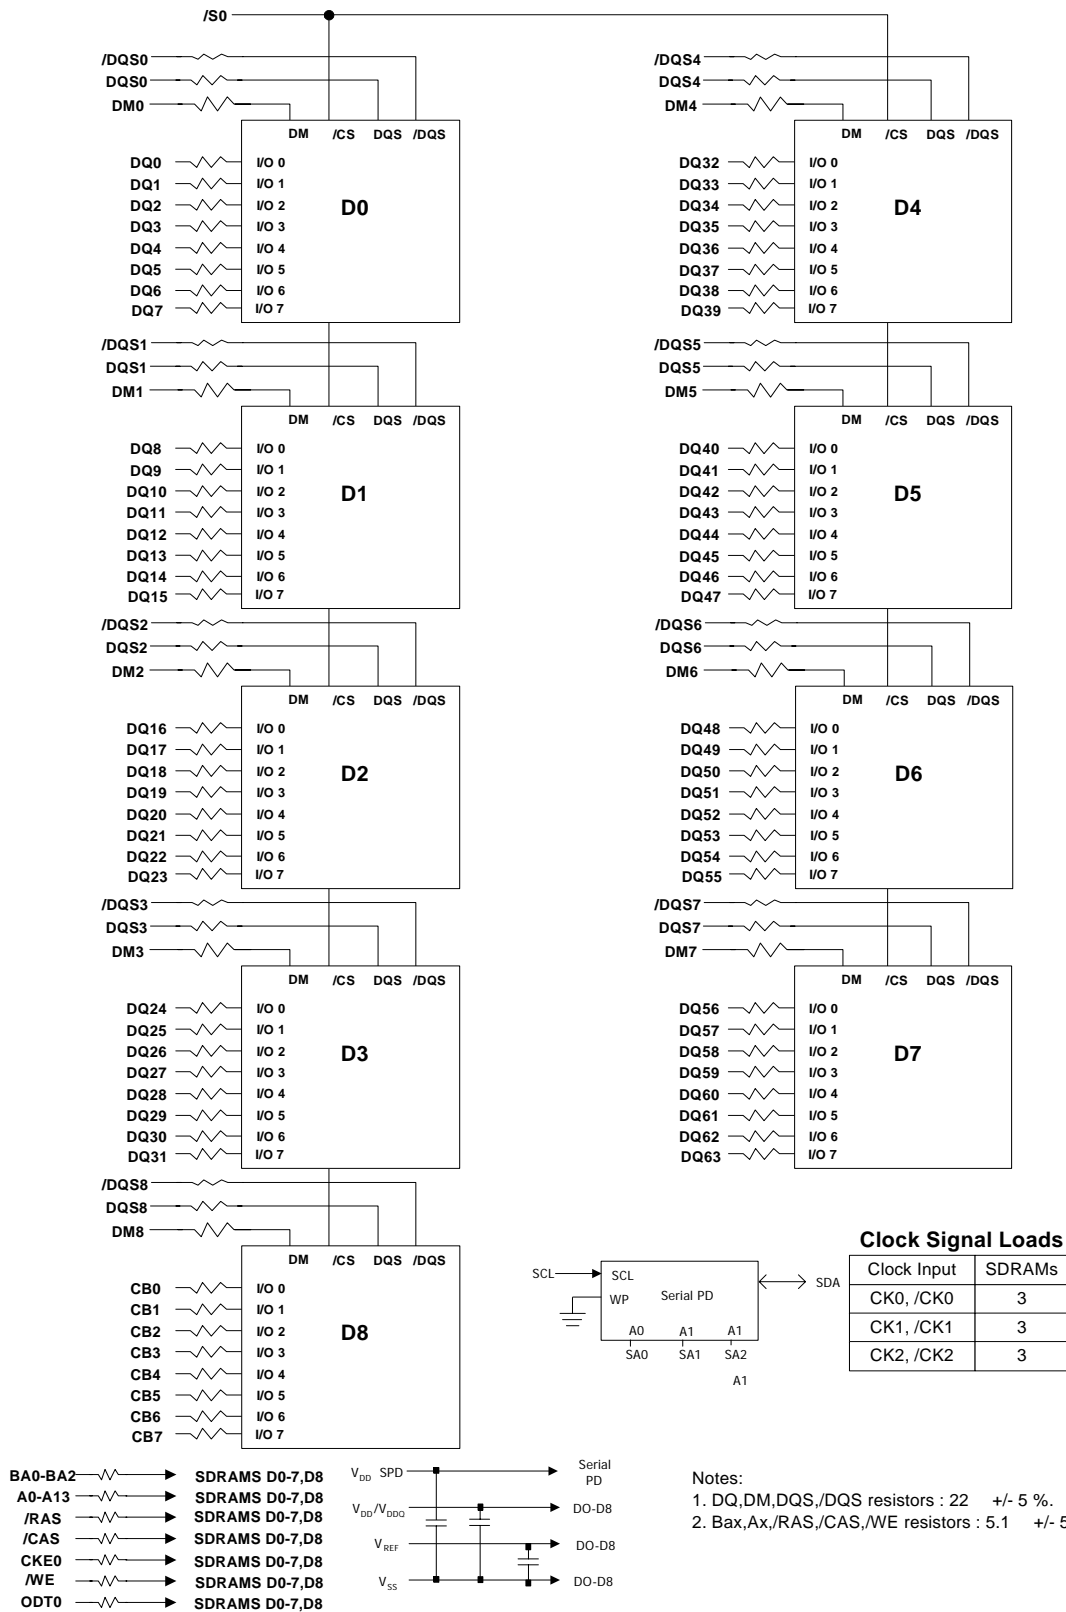 /S0
/DQS0
DQS0
DM0
DM /CS DQS /DQS
DQ0 I/O 0
DQ1 I/O 1
DQ2 I/O 2
DQ3 I/O 3
DQ4 I/O 4
DQ5 I/O 5
DQ6 I/O 6
DQ7 I/O 7
D0
/DQS1
DQS1
DM1
DM /CS DQS /DQS
DQ8 I/O 0
DQ9 I/O 1
DQ10 I/O 2
DQ11 I/O 3
DQ12 I/O 4
DQ13 I/O 5
DQ14 I/O 6
DQ15 I/O 7
D1
/DQS2
DQS2
DM2
DM /CS DQS /DQS
DQ16 I/O 0
DQ17 I/O 1
DQ18 I/O 2
DQ19 I/O 3
DQ20 I/O 4
DQ21 I/O 5
DQ22 I/O 6
DQ23 I/O 7
D2
/DQS3
DQS3
DM3
DM /CS DQS /DQS
DQ24 I/O 0
DQ25 I/O 1
DQ26 I/O 2
DQ27 I/O 3
DQ28 I/O 4
DQ29 I/O 5
DQ30 I/O 6
DQ31 I/O 7
D3
/DQS8
DQS8
DM8
DM /CS DQS /DQS
CB0 I/O 0
CB1 I/O 1
CB2 I/O 2
CB3 I/O 3
CB4 I/O 4
CB5 I/O 5
CB6 I/O 6
CB7 I/O 7
D8
/DQS4
DQS4
DM4
DM /CS DQS /DQS
DQ32 I/O 0
DQ33 I/O 1
DQ34 I/O 2
DQ35 I/O 3
DQ36 I/O 4
DQ37 I/O 5
DQ38 I/O 6
DQ39 I/O 7
D4
/DQS5
DQS5
DM5
DM /CS DQS /DQS
DQ40 I/O 0
DQ41 I/O 1
DQ42 I/O 2
DQ43 I/O 3
DQ44 I/O 4
DQ45 I/O 5
DQ46 I/O 6
DQ47 I/O 7
D5
/DQS6
DQS6
DM6
DM /CS DQS /DQS
DQ48 I/O 0
DQ49 I/O 1
DQ50 I/O 2
DQ51 I/O 3
DQ52 I/O 4
DQ53 I/O 5
DQ54 I/O 6
DQ55 I/O 7
D6
/DQS7
DQS7
DM7
DM /CS DQS /DQS
DQ56 I/O 0
DQ57 I/O 1
DQ58 I/O 2
DQ59 I/O 3
DQ60 I/O 4
DQ61 I/O 5
DQ62 I/O 6
DQ63 I/O 7
D7
SCL SCL
WP Serial PD
SDA
A0 A1 A1
SA0 SA1 SA2
A1
Clock Signal Loads
Clock Input SDRAMs
CK0, /CK0 3
CK1, /CK1 3
CK2, /CK2 3
BA0-BA2 SDRAMS D0-7,D8
A0-A13 SDRAMS D0-7,D8
/RAS SDRAMS D0-7,D8
/CAS SDRAMS D0-7,D8
CKE0 SDRAMS D0-7,D8
/WE SDRAMS D0-7,D8
ODT0 SDRAMS D0-7,D8
VDD SPD Serial PD
VDD/VDDQ DO-D8
VREF DO-D8
VSS DO-D8
Notes:
1. DQ,DM,DQS,/DQS resistors : 22 +/- 5 %.
2. Bax,Ax,/RAS,/CAS,/WE resistors : 5.1 +/- 5